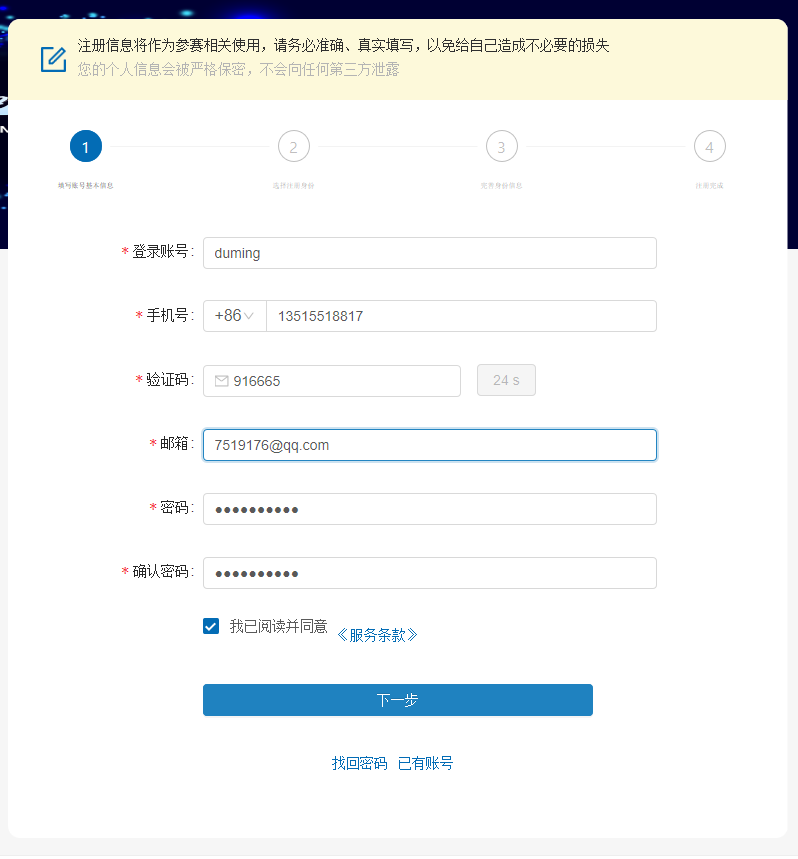 注册信息将作为参赛相关使用，请务必准确、真实填写，以免给自己造成不必要的损失
您的个人信息会被严格保密，不会向任何第三方泄露
1 2 3 4
填写账号基本信息 选择注册身份 完善身份信息 注册完成
* 登录账号: duming
* 手机号: +86 13515518817
* 验证码: 916665 24 s
* 邮箱: 7519176@qq.com
* 密码: ●●●●●●●●●●
* 确认密码: ●●●●●●●●●●
我已阅读并同意 《服务条款》
下一步
找回密码 已有账号